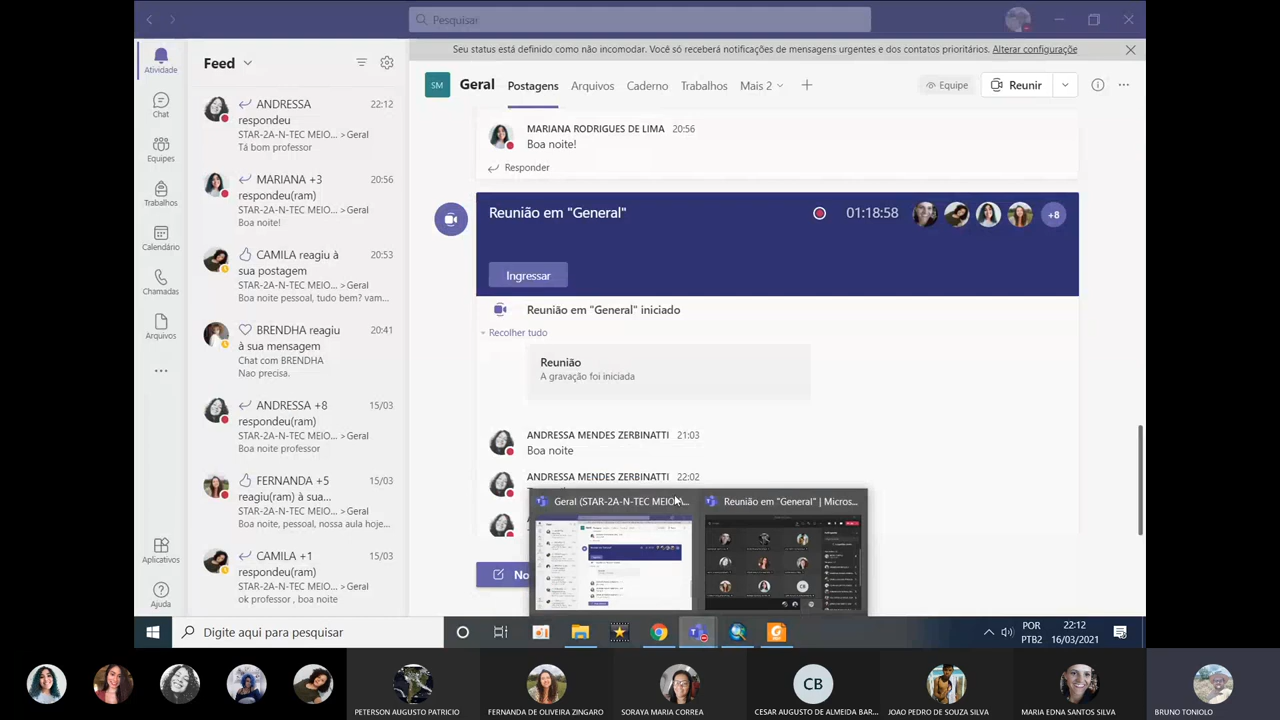 Pesquisar
Seu status está definido como não incomodar. Você só receberá notificações de mensagens urgentes e dos contatos prioritários. Alterar configuraçõe
Atividade
Chat
Equipes
Trabalhos
Calendário
Chamadas
Arquivos
Aplicativos
Ajuda
Feed
ANDRESSA 22:12
respondeu
STAR-2A-N-TEC MEIO... > Geral
Tá bom professor
MARIANA +3 20:56
respondeu(ram)
STAR-2A-N-TEC MEIO... > Geral
Boa noite!
CAMILA reagiu à 20:53
sua postagem
STAR-2A-N-TEC MEIO... > Geral
Boa noite pessoal, tudo bem? vam...
BRENDHA reagiu 20:41
à sua mensagem
Chat com BRENDHA
Nao precisa.
ANDRESSA +8 15/03
respondeu(ram)
STAR-2A-N-TEC MEIO... > Geral
Boa noite professor
FERNANDA +5 15/03
reagiu(ram) à sua...
STAR-2A-N-TEC MEIO... > Geral
Boa noite, pessoal, nossa aula hoje...
CAMILA +1 15/03
respondeu(ram)
STAR-2A-N-TEC MEIO... > Geral
ok professor , boa noite
SM Geral Postagens Arquivos Caderno Trabalhos Mais 2 Equipe Reunir
MARIANA RODRIGUES DE LIMA 20:56
Boa noite!
Responder
Reunião em "General" 01:18:58 +8
Ingressar
Reunião em "General" iniciado
Recolher tudo
Reunião
A gravação foi iniciada
ANDRESSA MENDES ZERBINATTI 21:03
Boa noite
ANDRESSA MENDES ZERBINATTI 22:02
No
Geral (STAR-2A-N-TEC MEIO A...
Reunião em "General" | Micros...
CB
Digite aqui para pesquisar
POR
PTB2
22:12
16/03/2021
CB
PETERSON AUGUSTO PATRICIO
FERNANDA DE OLIVEIRA ZINGARO
SORAYA MARIA CORREA
CESAR AUGUSTO DE ALMEIDA BAR...
JOAO PEDRO DE SOUZA SILVA
MARIA EDNA SANTOS SILVA
BRUNO TONIOLO